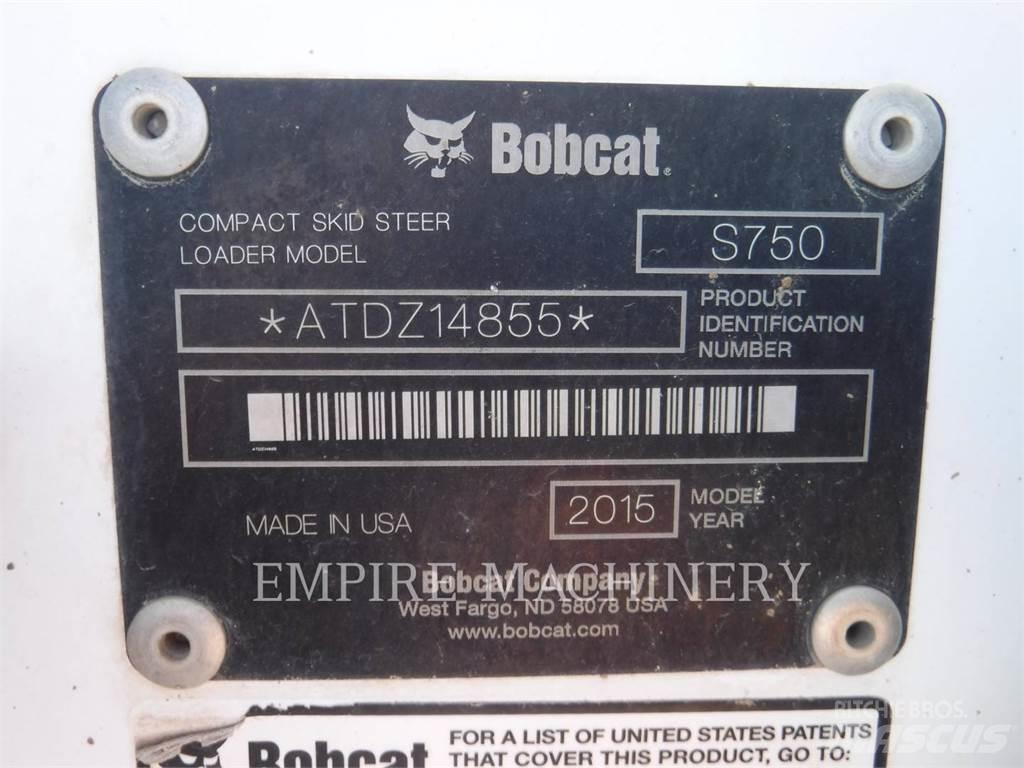 Bobcat®
COMPACT SKID STEER
LOADER MODEL
S750
*ATDZ14855*
PRODUCT
IDENTIFICATION
NUMBER
MADE IN USA
2015
MODEL
YEAR
EMPIRE MACHINERY
Bobcat Company
West Fargo, ND 58078 USA
www.bobcat.com
RITCHIE BROS.
MASCUS
Bobcat
FOR A LIST OF UNITED STATES PATENTS
THAT COVER THIS PRODUCT, GO TO: